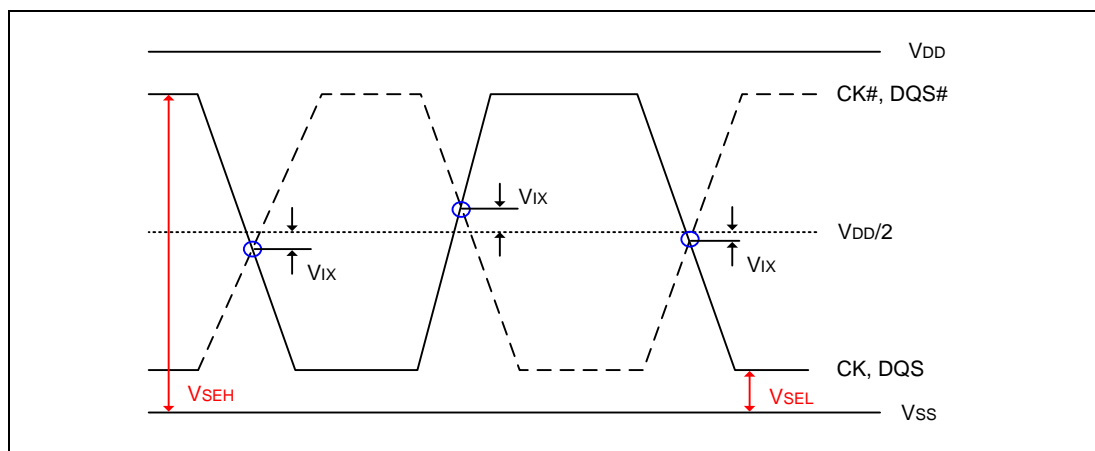 VDD
CK#, DQS#
VIX
VDD/2
VIX
VIX
CK, DQS
VSEH
VSEL
VSS